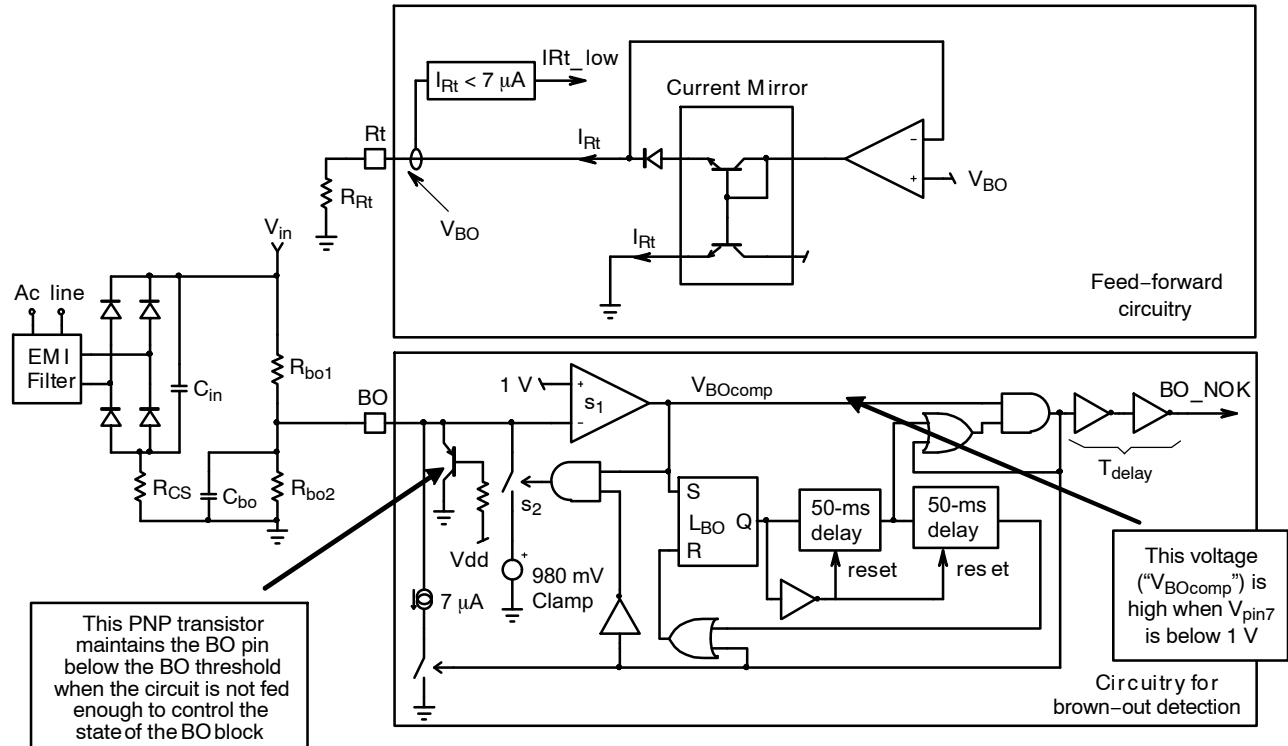 IRt_low
I_Rt < 7 µA
Current Mirror
Rt
I_Rt
R_Rt
V_BO
−
+
V_BO
I_Rt
Feed−forward
circuitry
V_in
Ac line
EMI
Filter
C_in
R_bo1
R_CS
C_bo
R_bo2
BO
1 V
+
s_1
−
V_BOcomp
BO_NOK
T_delay
s_2
Vdd
+
980 mV
Clamp
7 µA
S
L_BO
Q
R
50-ms
delay
50-ms
delay
reset
res et
This PNP transistor
maintains the BO pin
below the BO threshold
when the circuit is not fed
enough to control the
state of the BO block
This voltage
(“V_BOcomp”) is
high when V_pin7
is below 1 V
Circuitry for
brown−out detection